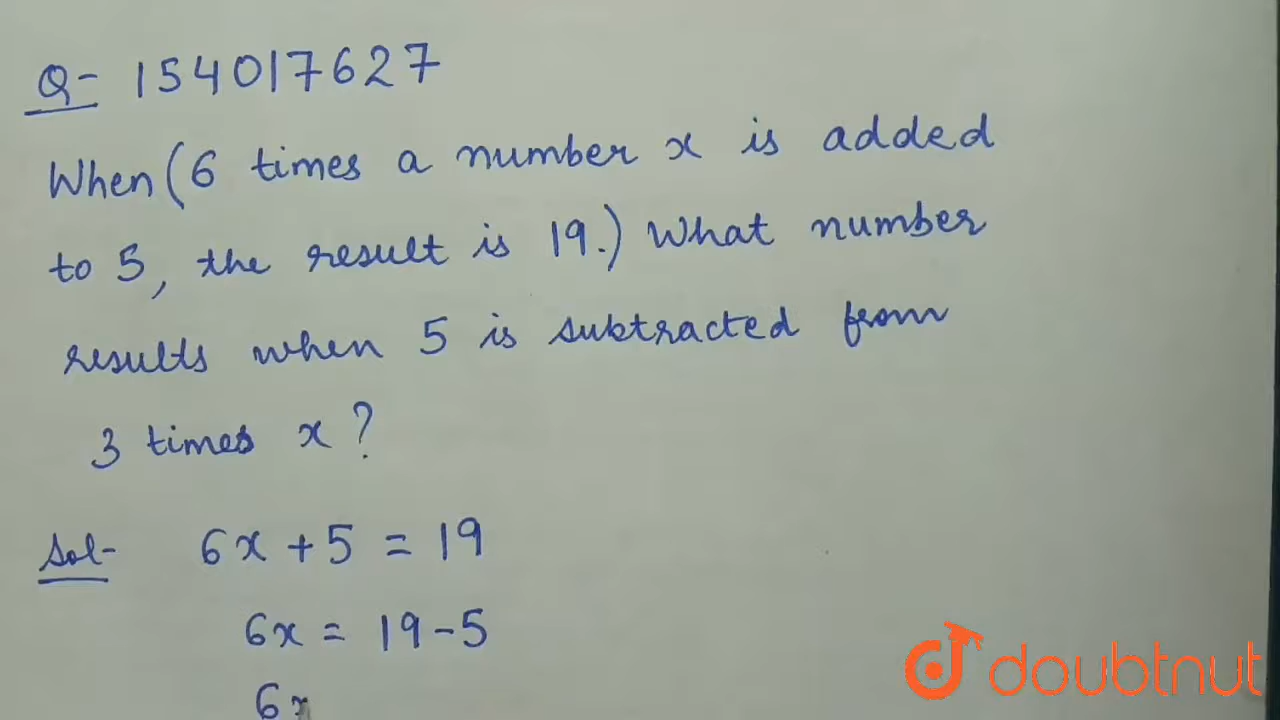 Q- 154017627
When (6 times a number x is added
to 5, the result is 19.) What number
results when 5 is subtracted from
3 times x ?
Sol- 6x + 5 = 19
6x = 19 - 5
6x
doubtnut